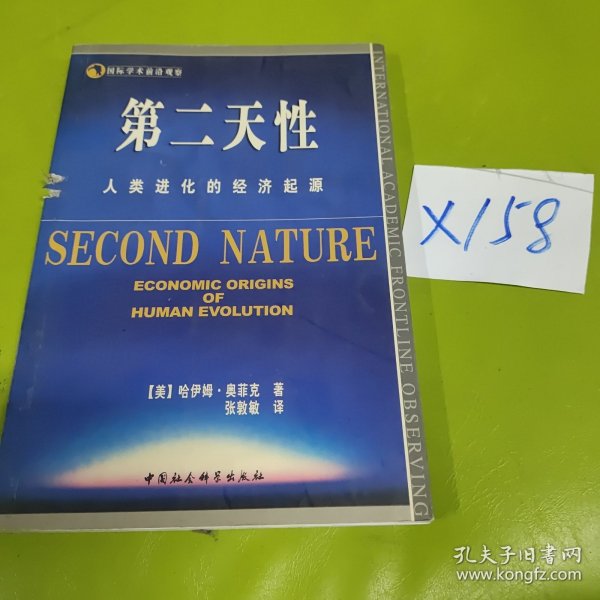 国际学术前沿观察
第二天性
人类进化的经济起源
SECOND NATURE
ECONOMIC ORIGINS
OF
HUMAN EVOLUTION
【美】哈伊姆·奥菲克 著
张敦敏 译
中国社会科学出版社
INTERNATIONAL ACADEMIC FRONTLINE OBSERVING
X158
孔夫子旧书网
www.kongfz.com